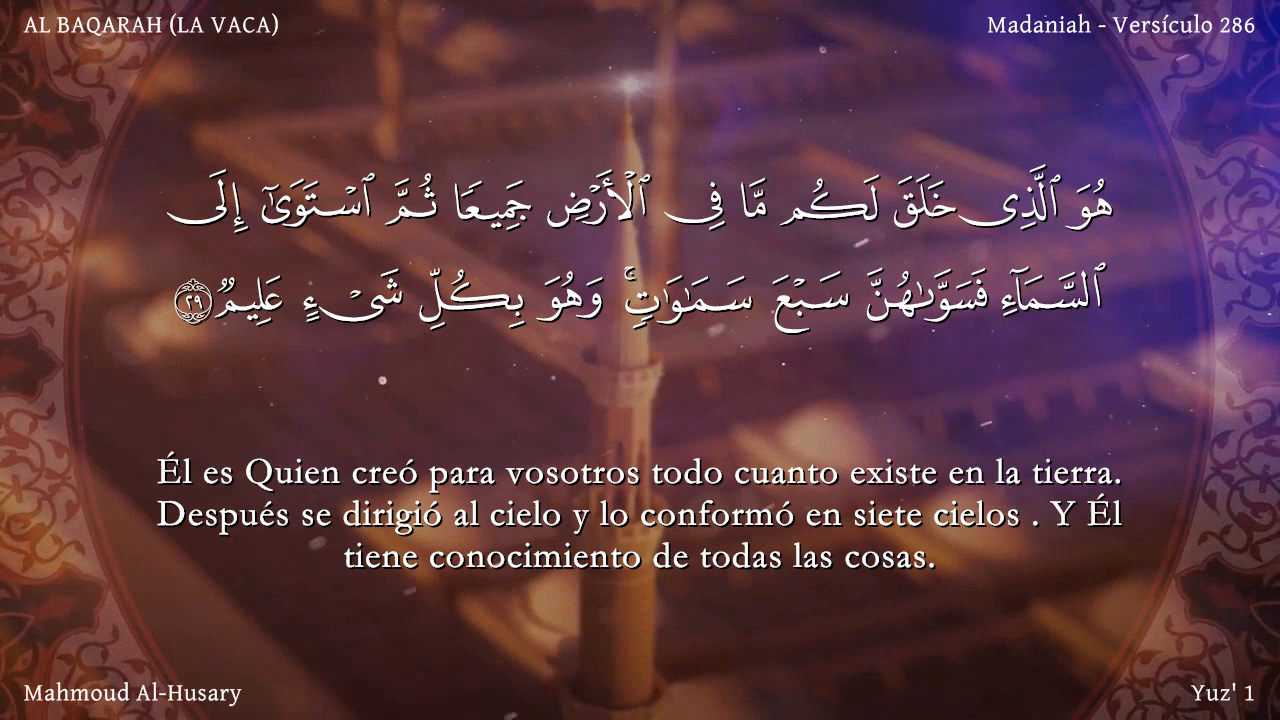 AL BAQARAH (LA VACA)
Madaniah - Versículo 286
هُوَ ٱلَّذِى خَلَقَ لَكُم مَّا فِى ٱلْأَرْضِ جَمِيعًا ثُمَّ ٱسْتَوَىٰٓ إِلَى
ٱلسَّمَآءِ فَسَوَّىٰهُنَّ سَبْعَ سَمَـٰوَٰتٍ ۚ وَهُوَ بِكُلِّ شَىْءٍ عَلِيمٌ ٢٩
Él es Quien creó para vosotros todo cuanto existe en la tierra.
Después se dirigió al cielo y lo conformó en siete cielos . Y Él
tiene conocimiento de todas las cosas.
Mahmoud Al-Husary
Yuz' 1